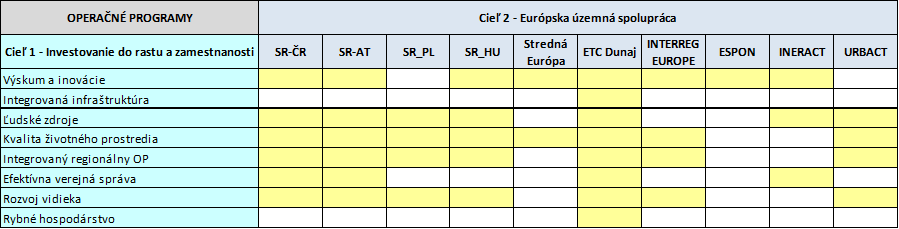 OPERAČNÉ PROGRAMY
Cieľ 2 - Európska územná spolupráca
Cieľ 1 - Investovanie do rastu a zamestnanosti
SR-ČR
SR-AT
SR_PL
SR_HU
Stredná
Európa
ETC Dunaj
INTERREG
EUROPE
ESPON
INERACT
URBACT
Výskum a inovácie
Integrovaná infraštruktúra
Ľudské zdroje
Kvalita životného prostredia
Integrovaný regionálny OP
Efektívna verejná správa
Rozvoj vidieka
Rybné hospodárstvo